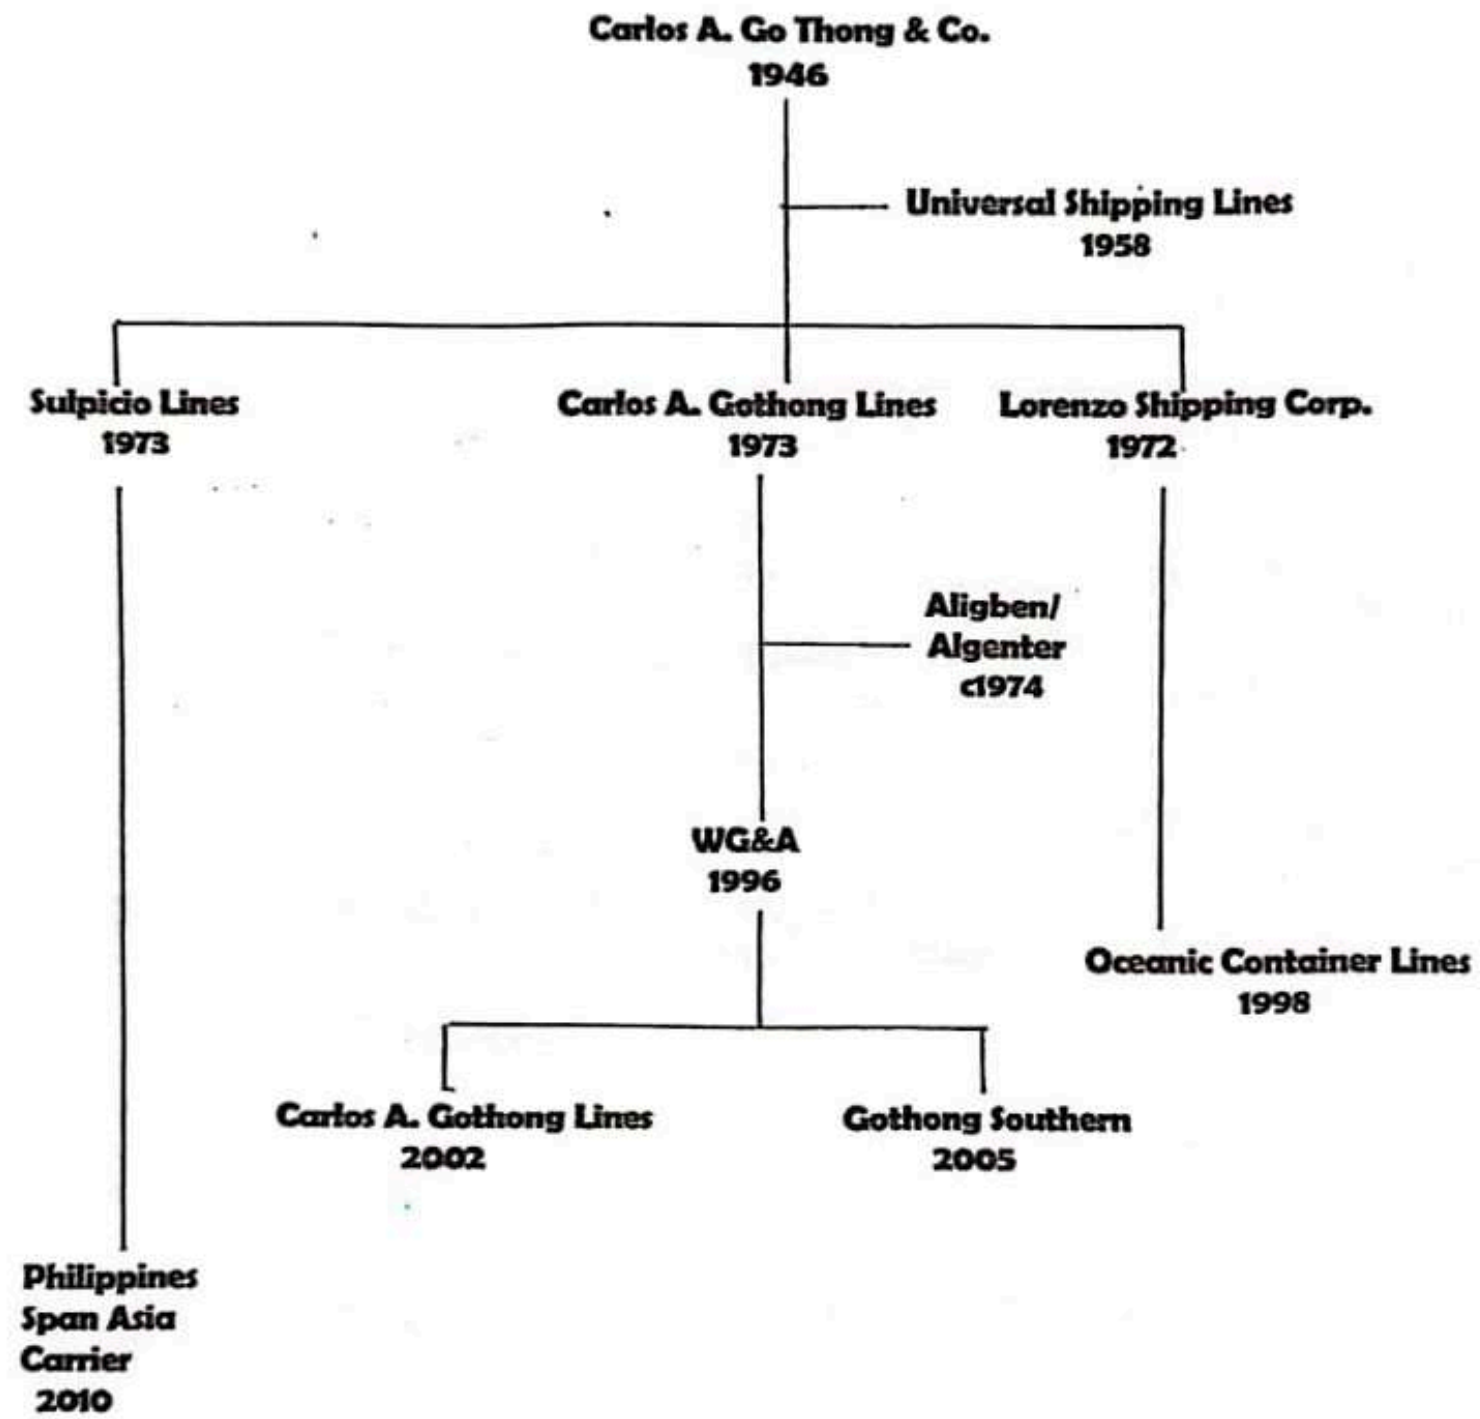 Carlos A. Go Thong & Co.
1946
Universal Shipping Lines
1958
Sulpicio Lines
1973
Carlos A. Gothong Lines
1973
Lorenzo Shipping Corp.
1972
Aligben/
Algenter
c1974
WG&A
1996
Oceanic Container Lines
1998
Carlos A. Gothong Lines
2002
Gothong Southern
2005
Philippines
Span Asia
Carrier
2010